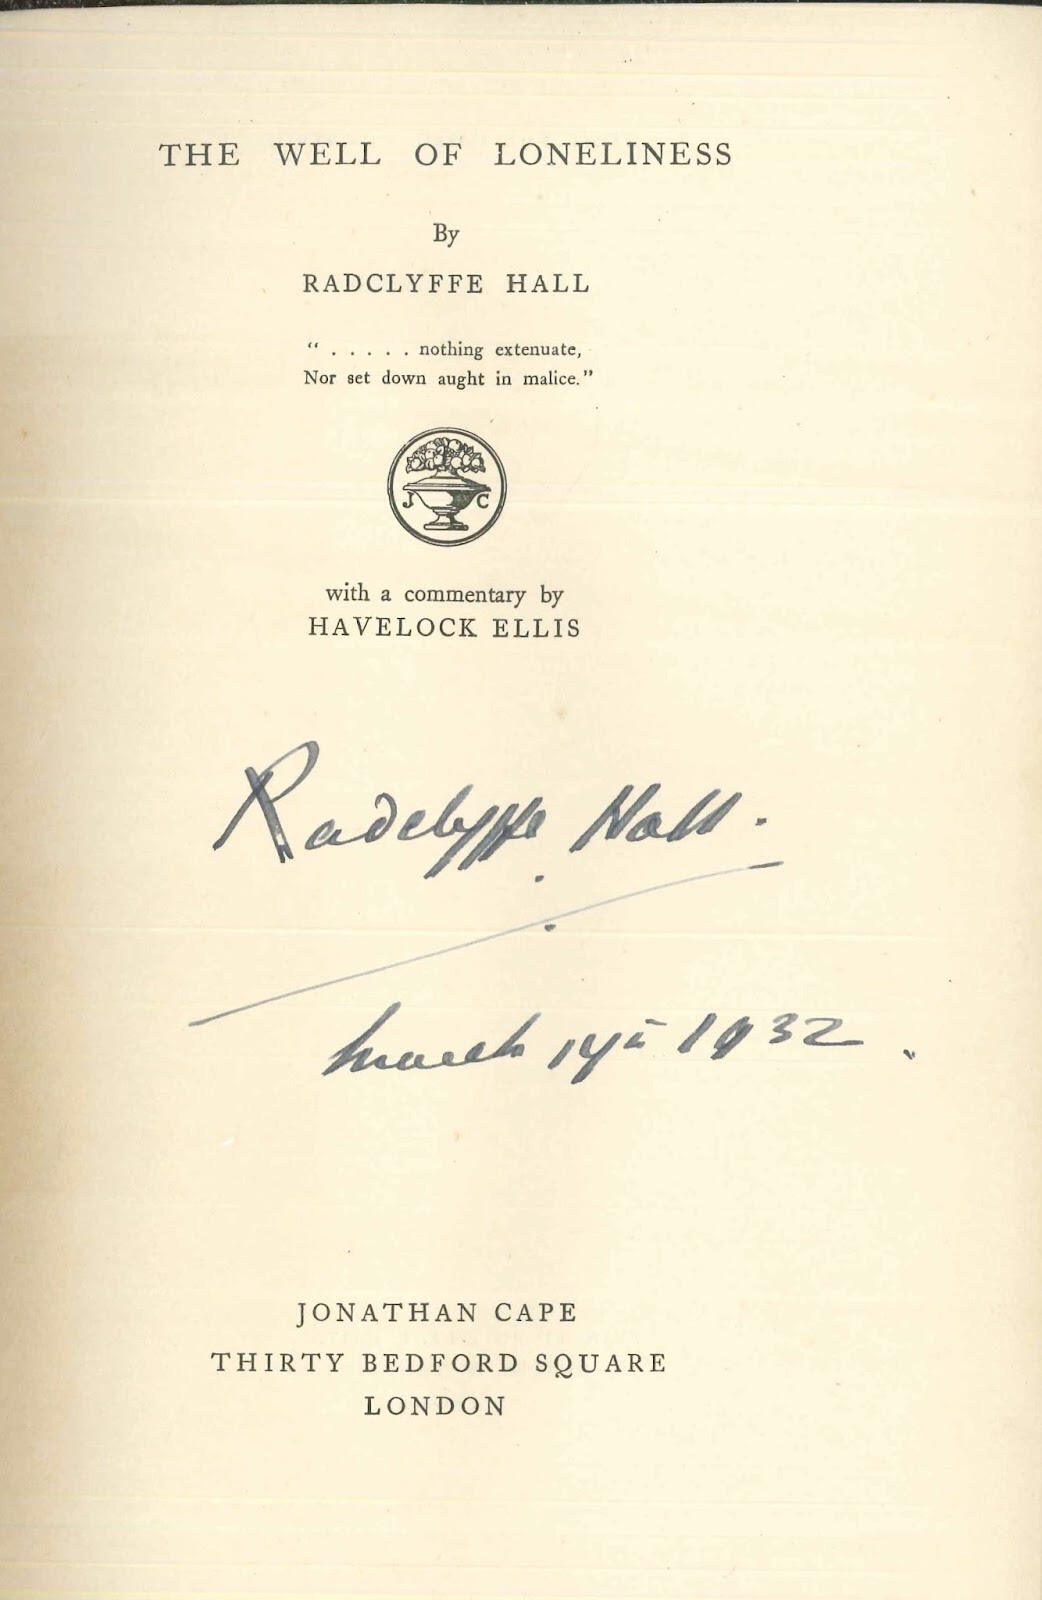 THE WELL OF LONELINESS
By
RADCLYFFE HALL
“ . . . . . nothing extenuate,
Nor set down aught in malice.”
J C
with a commentary by
HAVELOCK ELLIS
Radclyffe Hall.
March 14th 1932.
JONATHAN CAPE
THIRTY BEDFORD SQUARE
LONDON